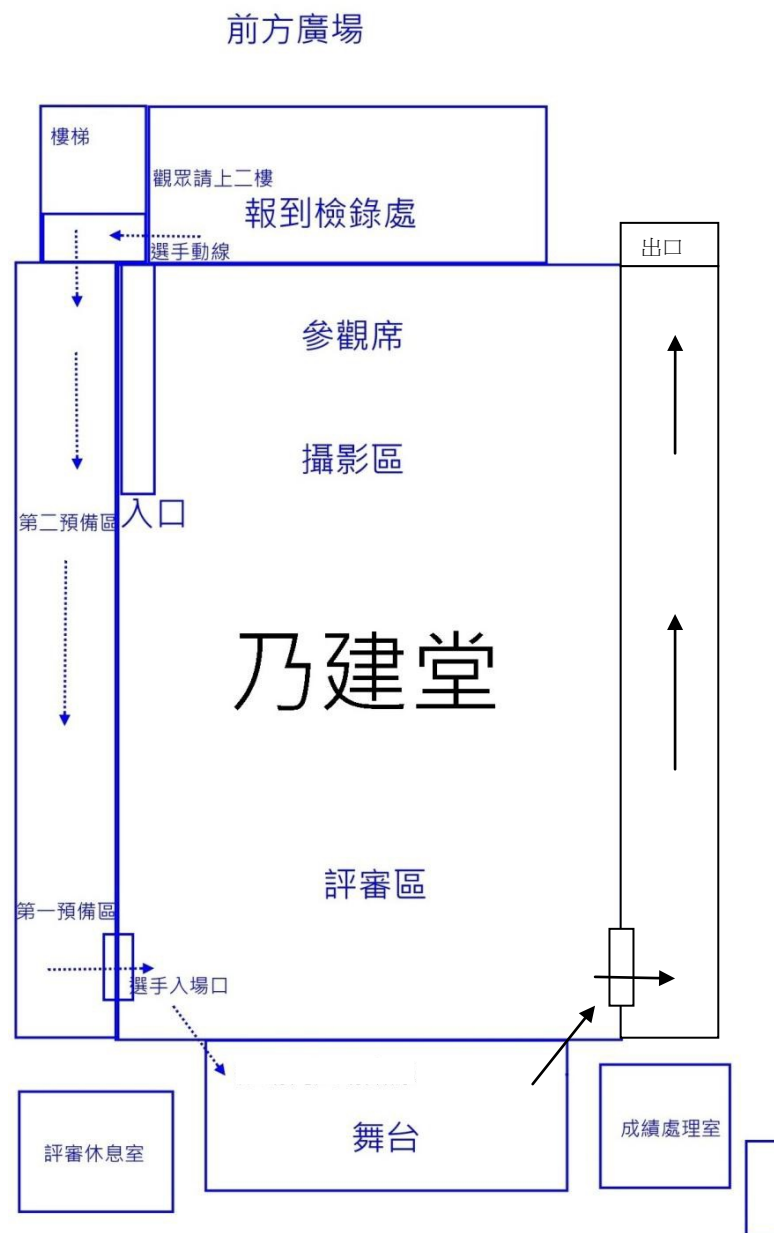 前方廣場
樓梯
觀眾請上二樓
報到檢錄處
選手動線
出口
參觀席
攝影區
第二預備區
入口
乃建堂
評審區
第一預備區
選手入場口
舞台
評審休息室
成績處理室